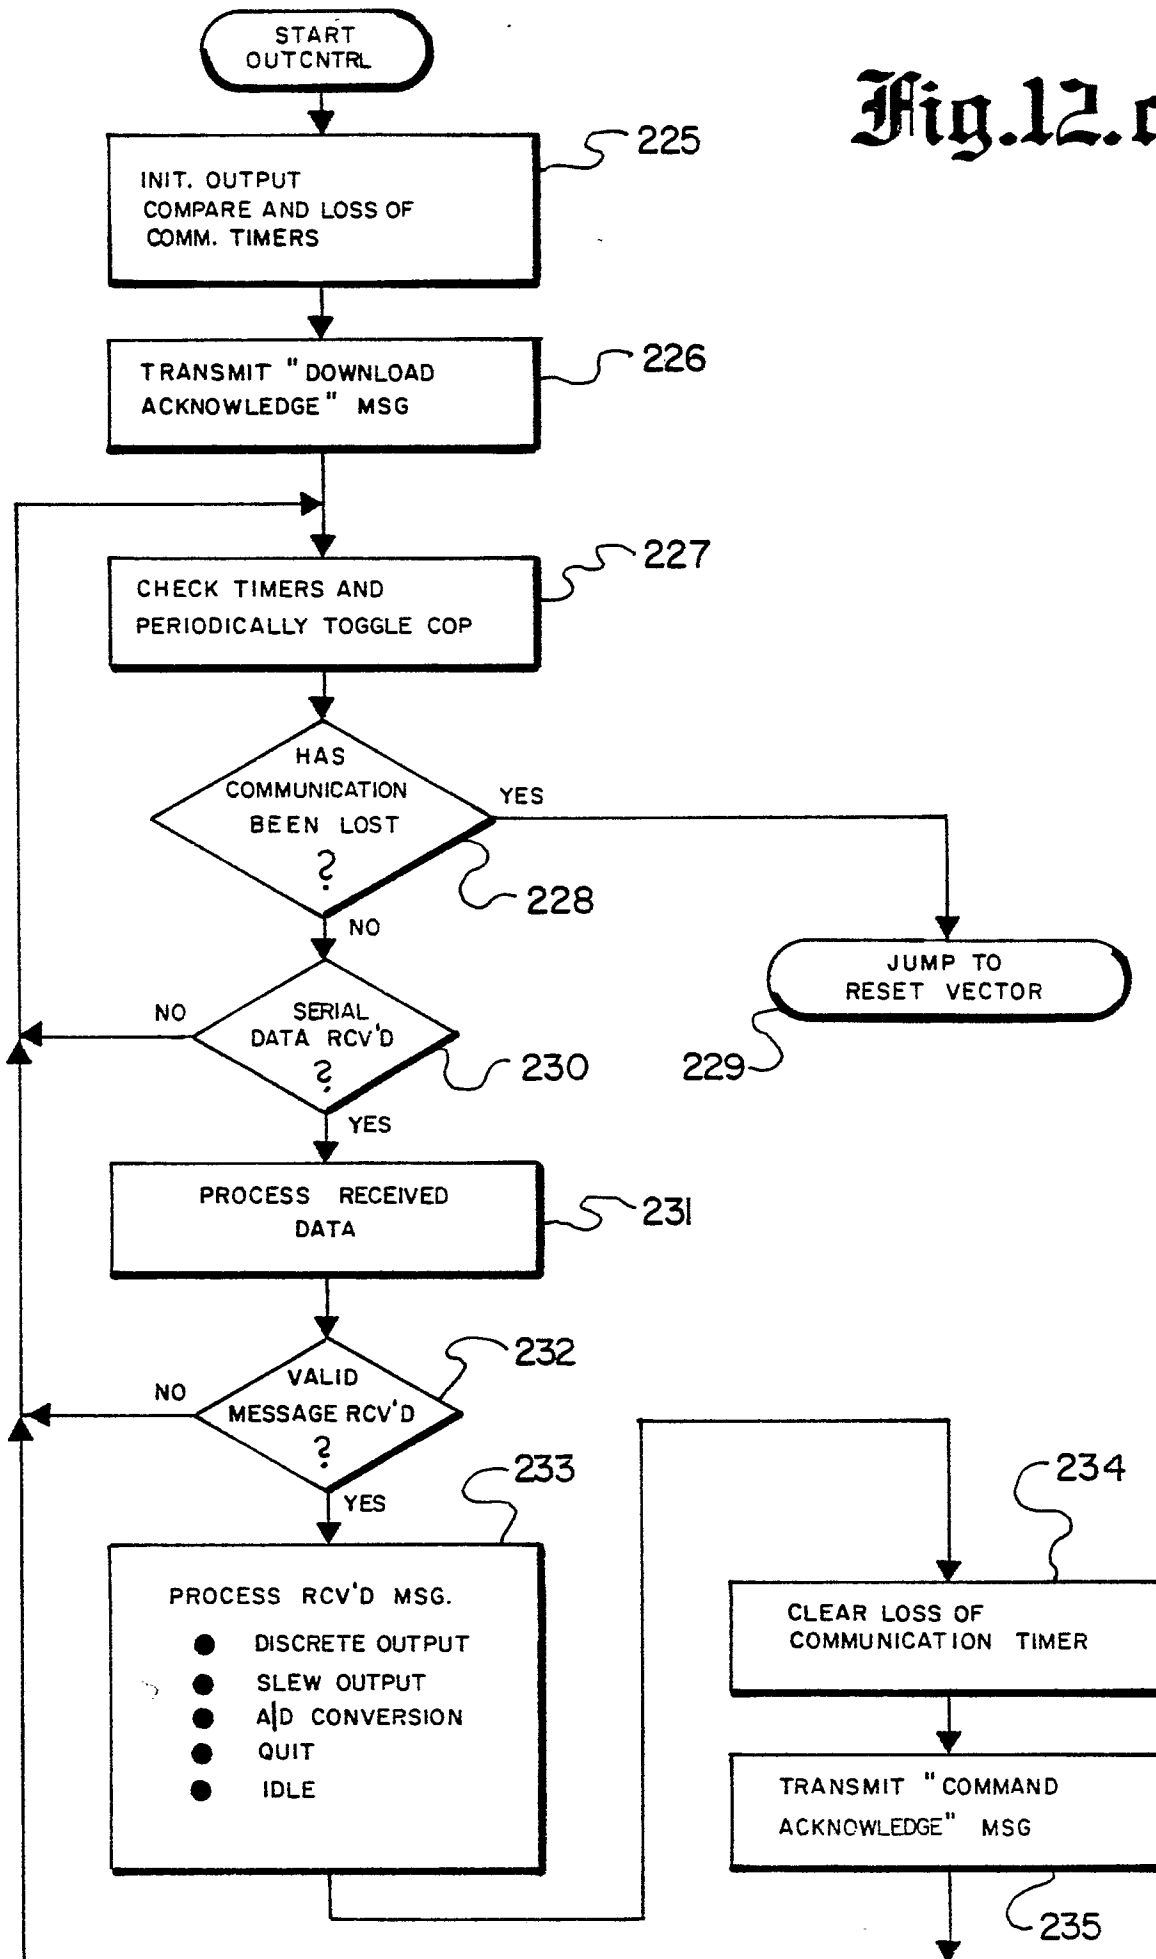 START
OUTCNTRL
Fig.12.
225
INIT. OUTPUT
COMPARE AND LOSS OF
COMM. TIMERS
226
TRANSMIT "DOWNLOAD
ACKNOWLEDGE" MSG
227
CHECK TIMERS AND
PERIODICALLY TOGGLE COP
HAS
COMMUNICATION
BEEN LOST
?
YES
228
NO
JUMP TO
RESET VECTOR
229
NO
SERIAL
DATA RCV'D
?
230
YES
PROCESS RECEIVED
DATA
231
232
NO
VALID
MESSAGE RCV'D
?
YES
233
PROCESS RCV'D MSG.
● DISCRETE OUTPUT
● SLEW OUTPUT
● A/D CONVERSION
● QUIT
● IDLE
234
CLEAR LOSS OF
COMMUNICATION TIMER
TRANSMIT "COMMAND
ACKNOWLEDGE" MSG
235